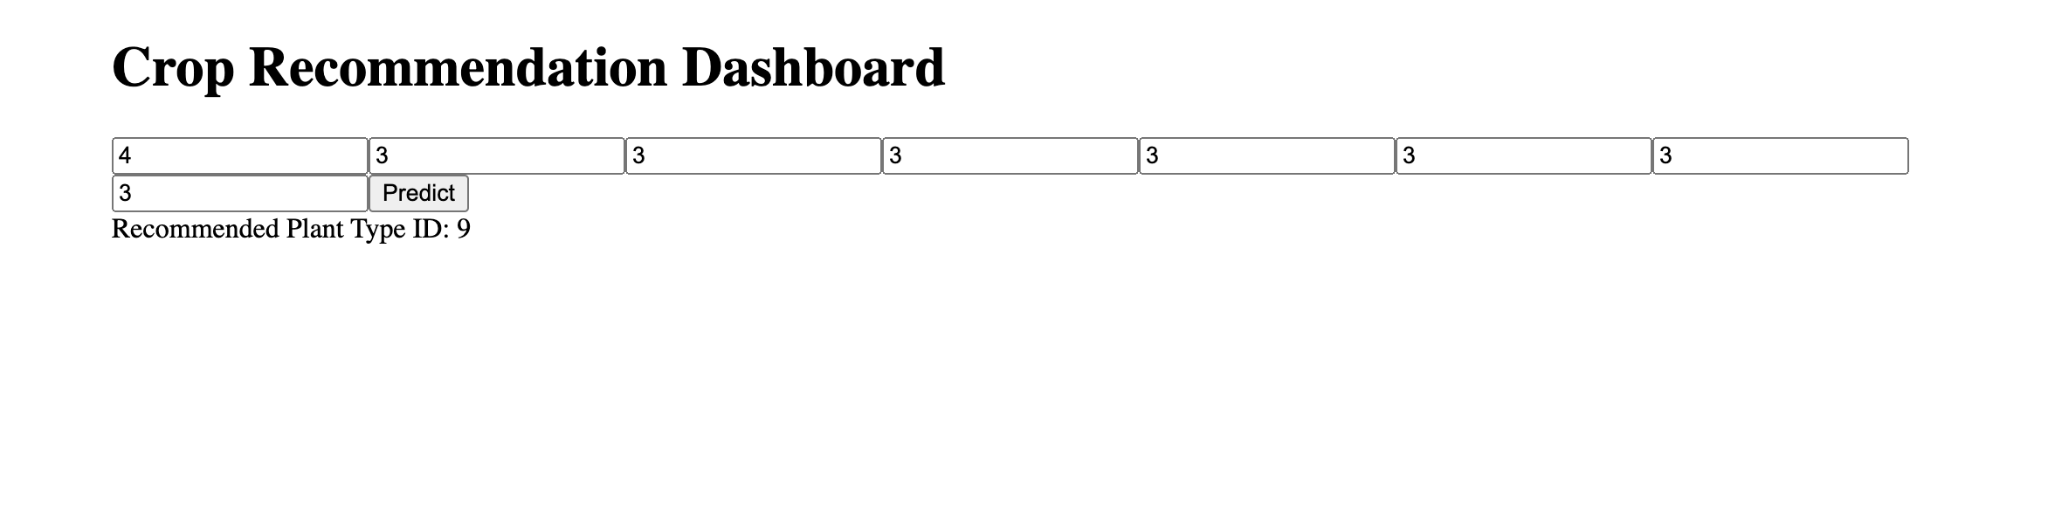 Crop Recommendation Dashboard
4 3 3 3 3 3 3
3 Predict
Recommended Plant Type ID: 9